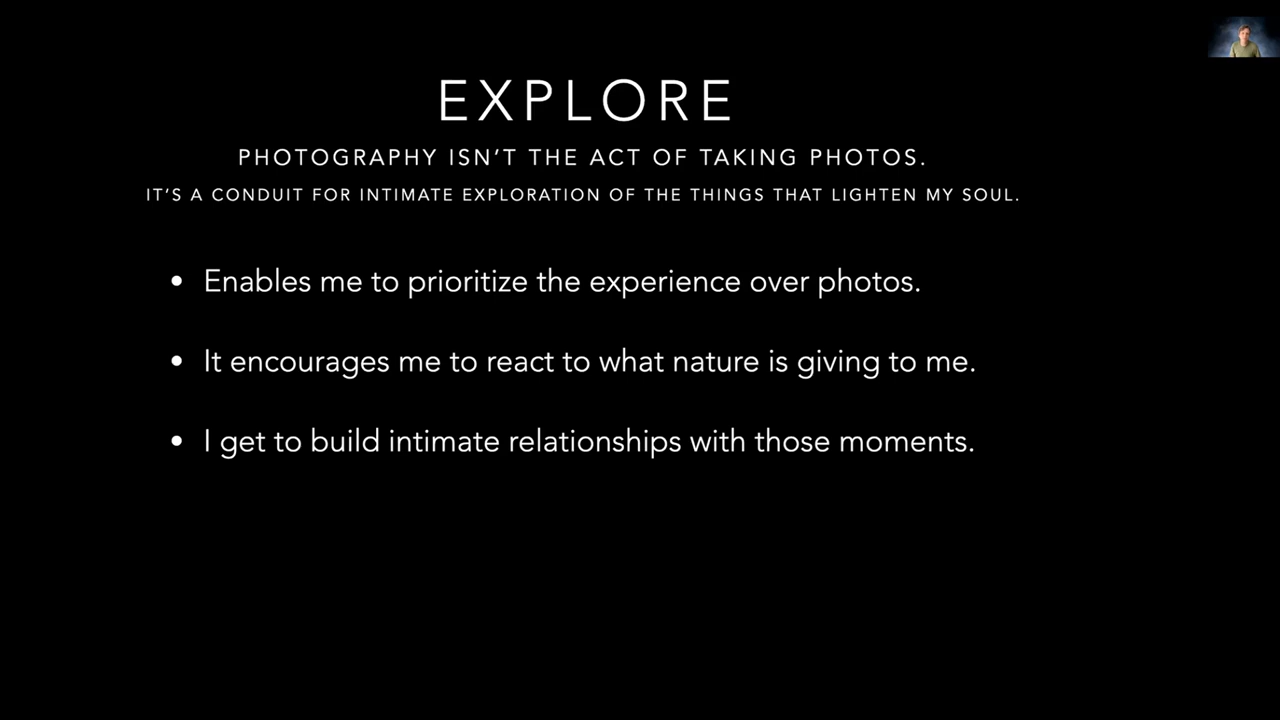 EXPLORE
PHOTOGRAPHY ISN'T THE ACT OF TAKING PHOTOS.
IT'S A CONDUIT FOR INTIMATE EXPLORATION OF THE THINGS THAT LIGHTEN MY SOUL.
• Enables me to prioritize the experience over photos.
• It encourages me to react to what nature is giving to me.
• I get to build intimate relationships with those moments.